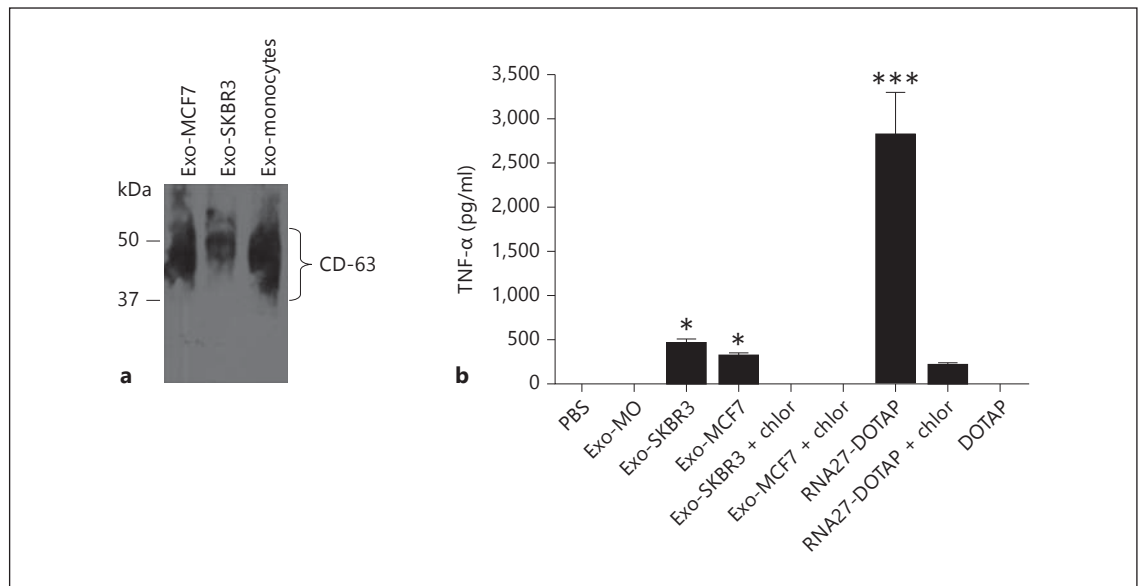 Exo-MCF7
Exo-SKBR3
Exo-monocytes
kDa
50
37
CD-63
a
b
TNF-α (pg/ml)
3,500
3,000
2,500
2,000
1,500
1,000
500
0
*
*
***
PBS
Exo-MO
Exo-SKBR3
Exo-MCF7
Exo-SKBR3 + chlor
Exo-MCF7 + chlor
RNA27-DOTAP
RNA27-DOTAP + chlor
DOTAP